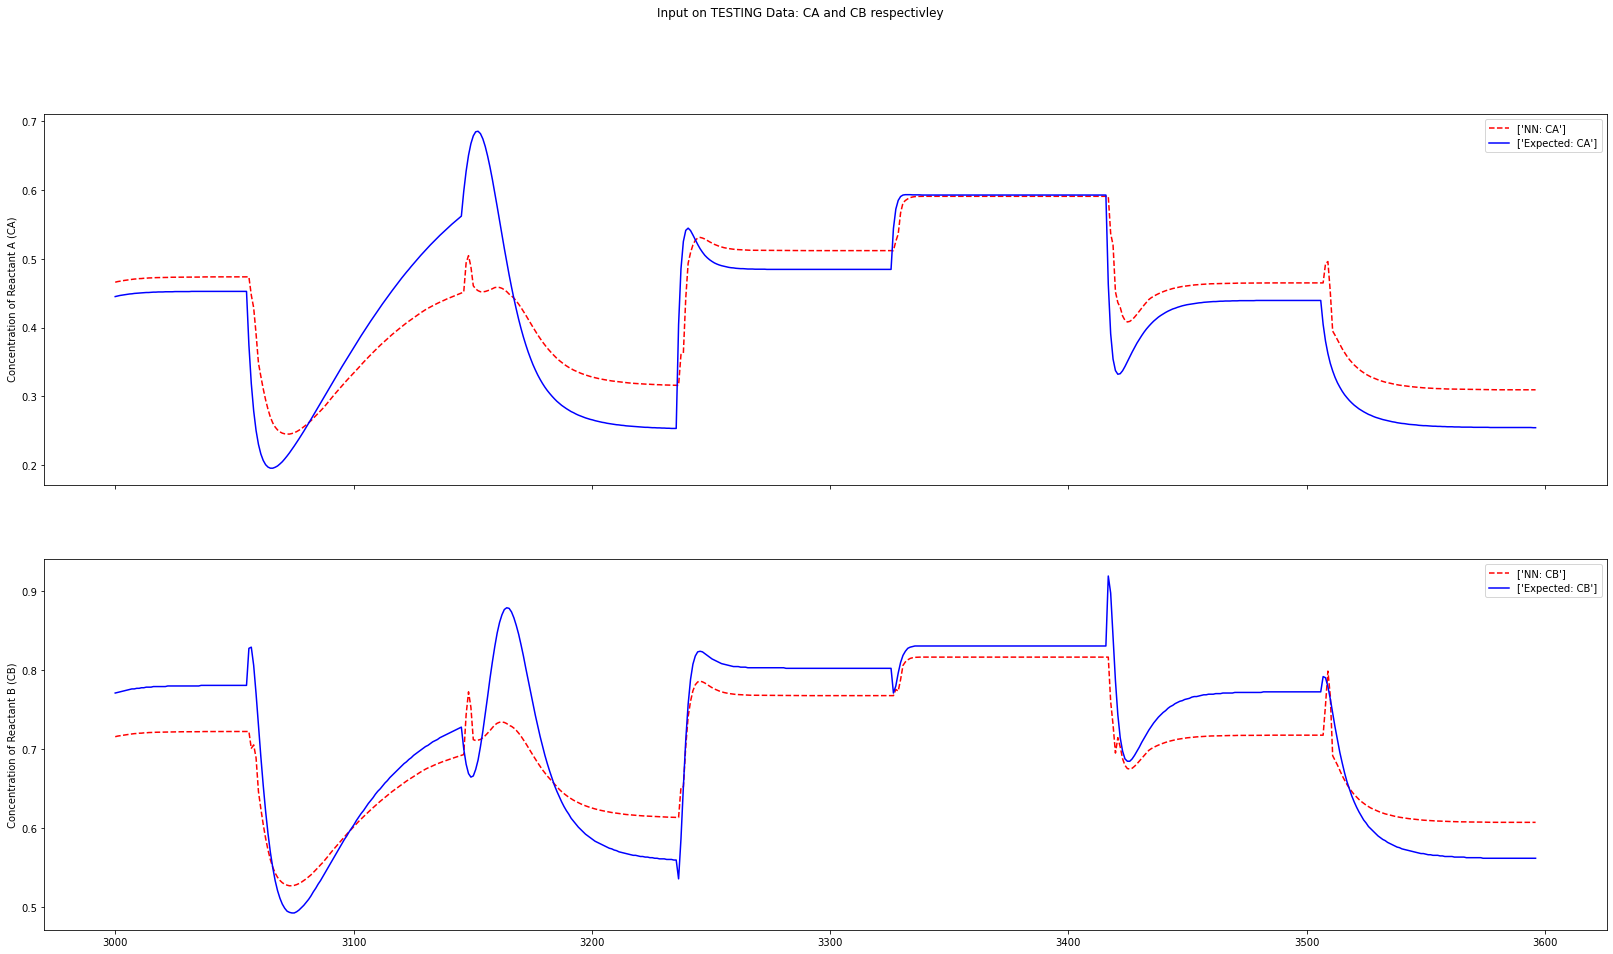 Input on TESTING Data: CA and CB respectivley
0.7
0.6
0.5
0.4
0.3
0.2
Concentration of Reactant A (CA)
['NN: CA']
['Expected: CA']
0.9
0.8
0.7
0.6
0.5
Concentration of Reactant B (CB)
['NN: CB']
['Expected: CB']
3000 3100 3200 3300 3400 3500 3600